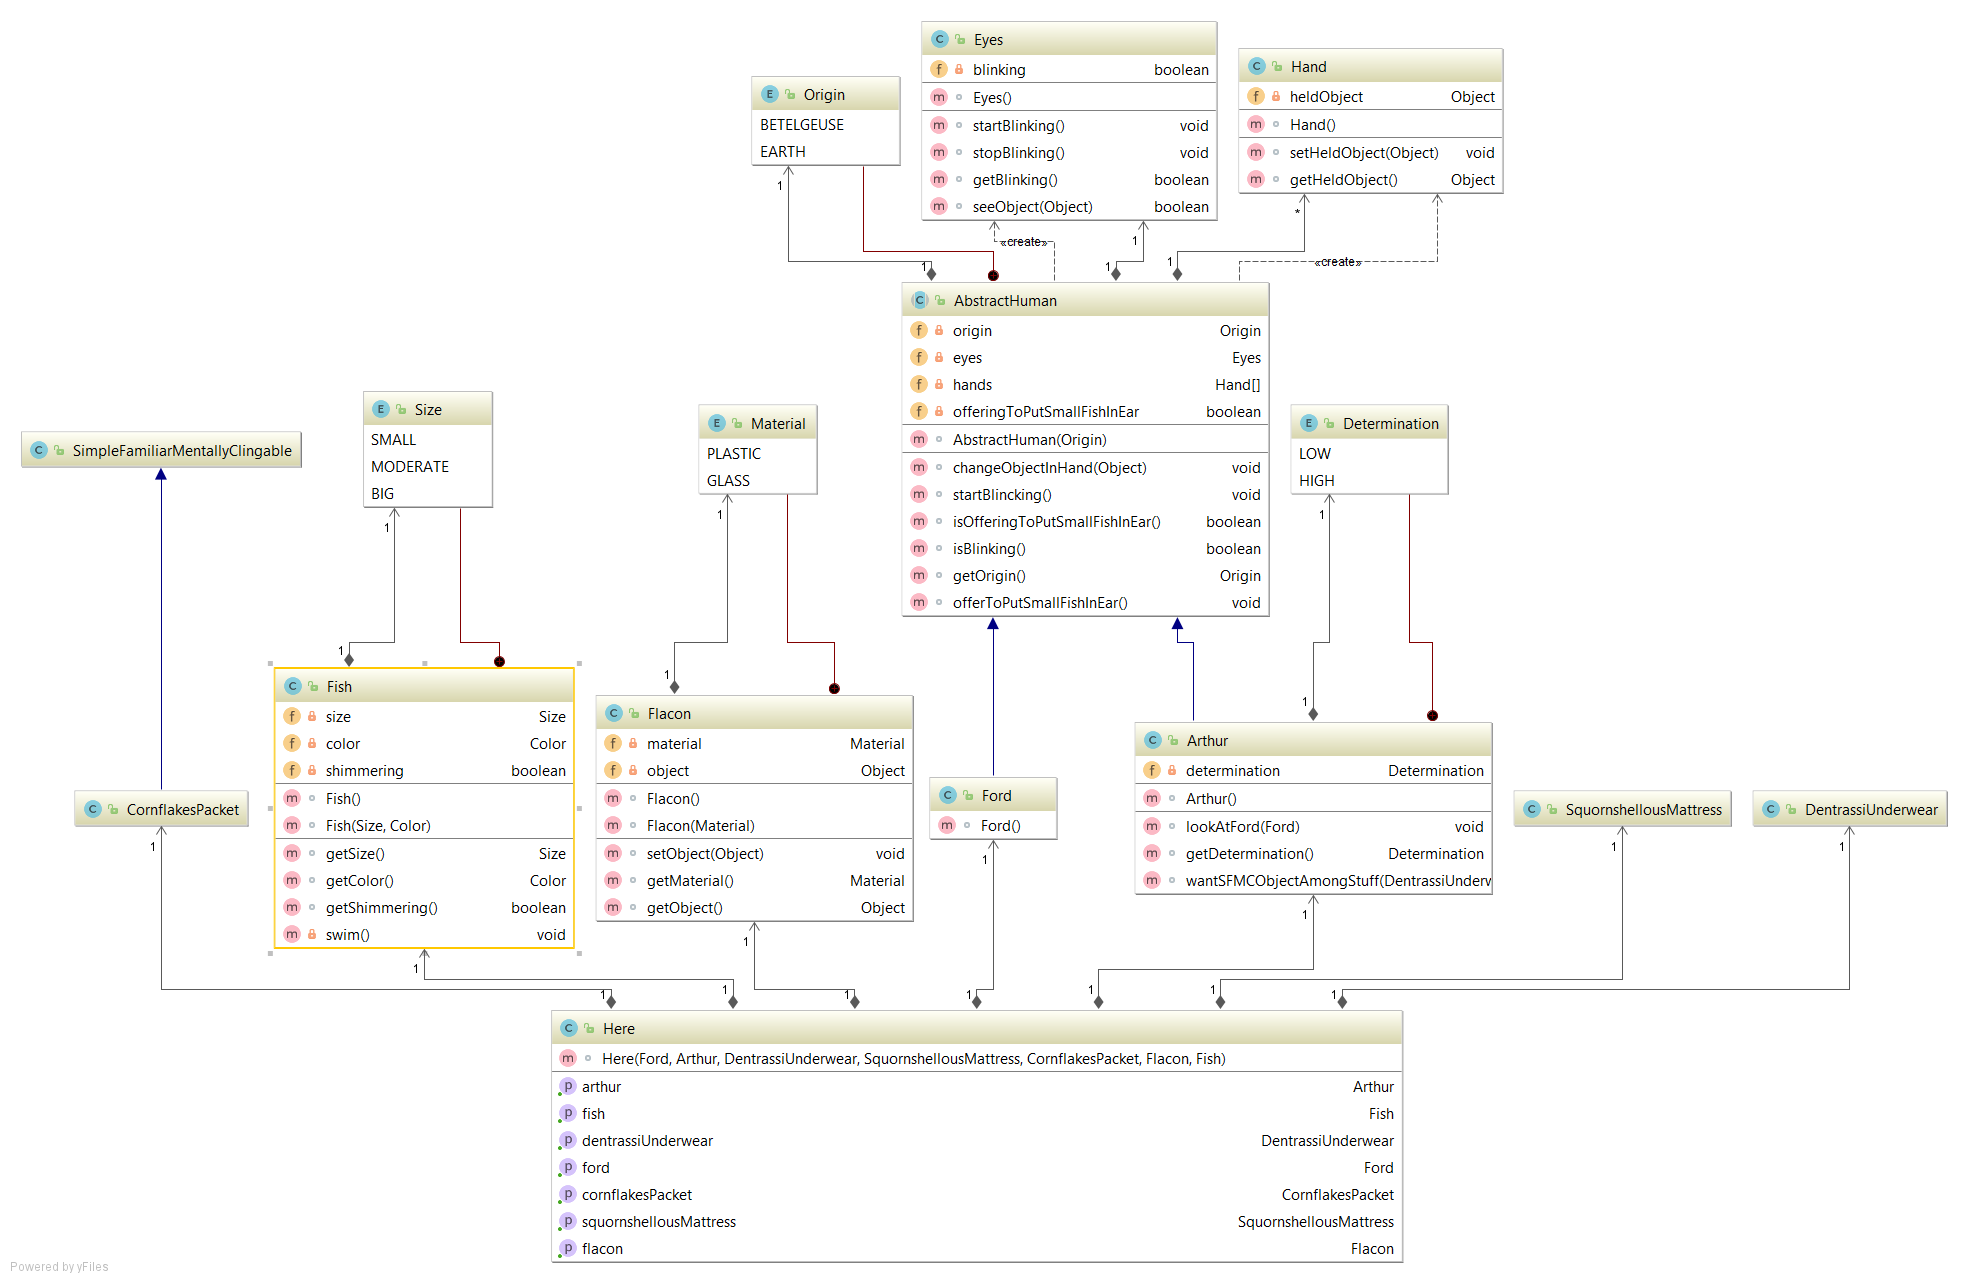 Eyes
blinking boolean
Eyes()
startBlinking() void
stopBlinking() void
getBlinking() boolean
seeObject(Object) boolean
Hand
heldObject Object
Hand()
setHeldObject(Object) void
getHeldObject() Object
Origin
BETELGEUSE
EARTH
1
1
*
«create»
«create»
1
1
1
AbstractHuman
origin Origin
eyes Eyes
hands Hand[]
offeringToPutSmallFishInEar boolean
AbstractHuman(Origin)
changeObjectInHand(Object) void
startBlincking() void
isOfferingToPutSmallFishInEar() boolean
isBlinking() boolean
getOrigin() Origin
offerToPutSmallFishInEar() void
Size
SMALL
MODERATE
BIG
Material
PLASTIC
GLASS
Determination
LOW
HIGH
SimpleFamiliarMentallyClingable
1
1
1
1
1
1
Fish
size Size
color Color
shimmering boolean
Fish()
Fish(Size, Color)
getSize() Size
getColor() Color
getShimmering() boolean
swim() void
Flacon
material Material
object Object
Flacon()
Flacon(Material)
setObject(Object) void
getMaterial() Material
getObject() Object
Ford
Ford()
Arthur
determination Determination
Arthur()
lookAtFord(Ford) void
getDetermination() Determination
wantSFMCObjectAmongStuff(DentrassiUnderw
CornflakesPacket
SquornshellousMattress
DentrassiUnderwear
1
1
1
1
1
1
1
1
1
1
1
1
1
1
Here
Here(Ford, Arthur, DentrassiUnderwear, SquornshellousMattress, CornflakesPacket, Flacon, Fish)
arthur Arthur
fish Fish
dentrassiUnderwear DentrassiUnderwear
ford Ford
cornflakesPacket CornflakesPacket
squornshellousMattress SquornshellousMattress
flacon Flacon
Powered by yFiles